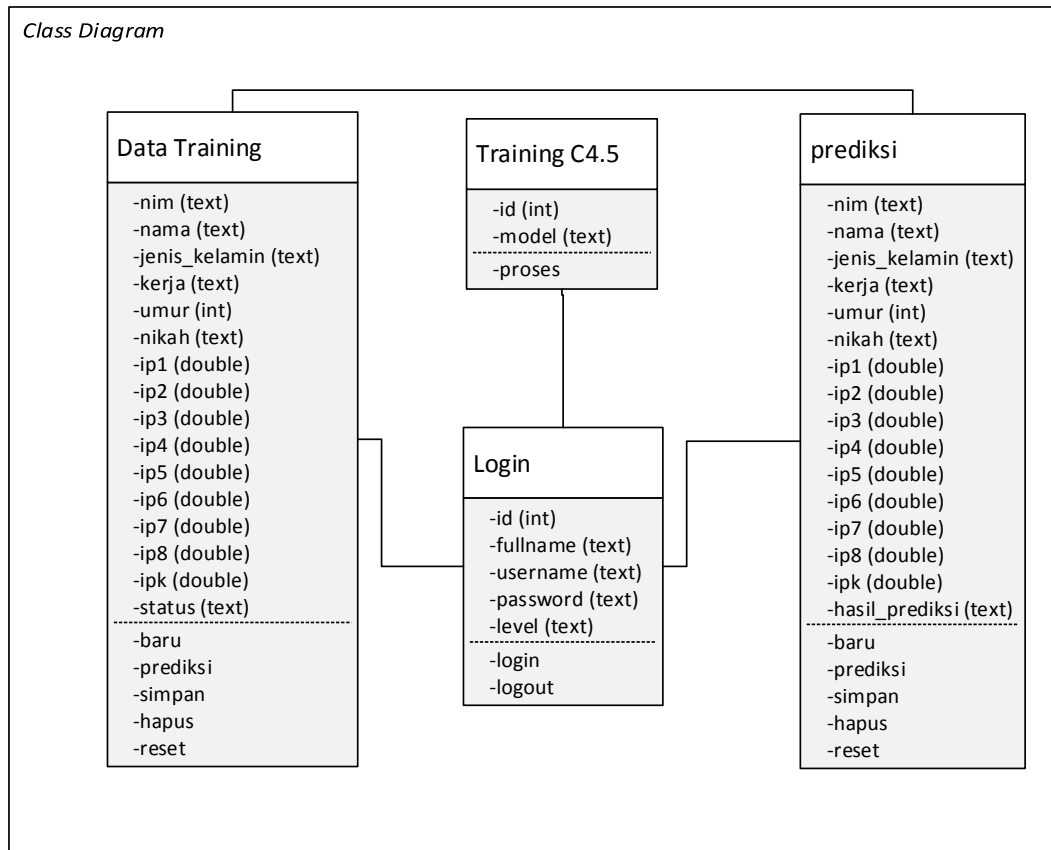 Class Diagram
Data Training
-nim (text)
-nama (text)
-jenis_kelamin (text)
-kerja (text)
-umur (int)
-nikah (text)
-ip1 (double)
-ip2 (double)
-ip3 (double)
-ip4 (double)
-ip5 (double)
-ip6 (double)
-ip7 (double)
-ip8 (double)
-ipk (double)
-status (text)
-baru
-prediksi
-simpan
-hapus
-reset
Training C4.5
-id (int)
-model (text)
-proses
Login
-id (int)
-fullname (text)
-username (text)
-password (text)
-level (text)
-login
-logout
prediksi
-nim (text)
-nama (text)
-jenis_kelamin (text)
-kerja (text)
-umur (int)
-nikah (text)
-ip1 (double)
-ip2 (double)
-ip3 (double)
-ip4 (double)
-ip5 (double)
-ip6 (double)
-ip7 (double)
-ip8 (double)
-ipk (double)
-hasil_prediksi (text)
-baru
-prediksi
-simpan
-hapus
-reset